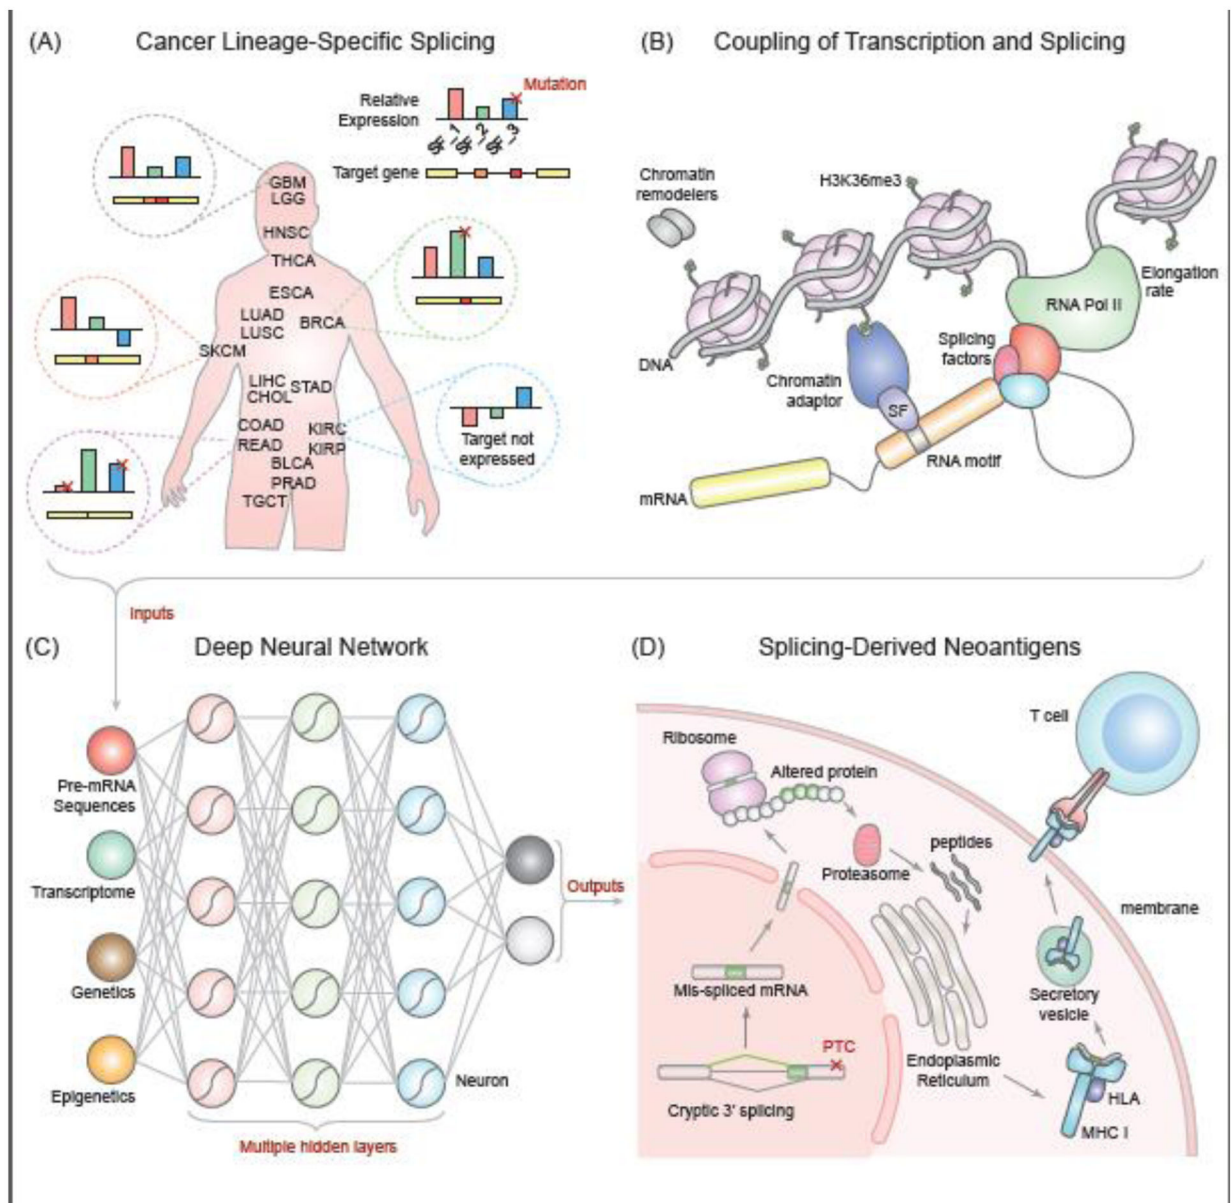 (A) Cancer Lineage-Specific Splicing
Mutation
Relative
Expression
SF_1 SF_2 SF_3
Target gene
GBM
LGG
HNSC
THCA
ESCA
LUAD
LUSC
BRCA
SKCM
LIHC
CHOL
STAD
COAD
READ
KIRC
KIRP
BLCA
PRAD
TGCT
Target not
expressed
(B) Coupling of Transcription and Splicing
Chromatin
remodelers
H3K36me3
Elongation
rate
RNA Pol II
DNA
Splicing
factors
Chromatin
adaptor
SF
RNA motif
mRNA
Inputs
(C) Deep Neural Network
Pre-mRNA
Sequences
Transcriptome
Genetics
Epigenetics
Outputs
Neuron
Multiple hidden layers
(D) Splicing-Derived Neoantigens
T cell
Ribosome
Altered protein
peptides
Proteasome
membrane
Mis-spliced mRNA
Secretory
vesicle
PTC
Endoplasmic
Reticulum
Cryptic 3' splicing
HLA
MHC I